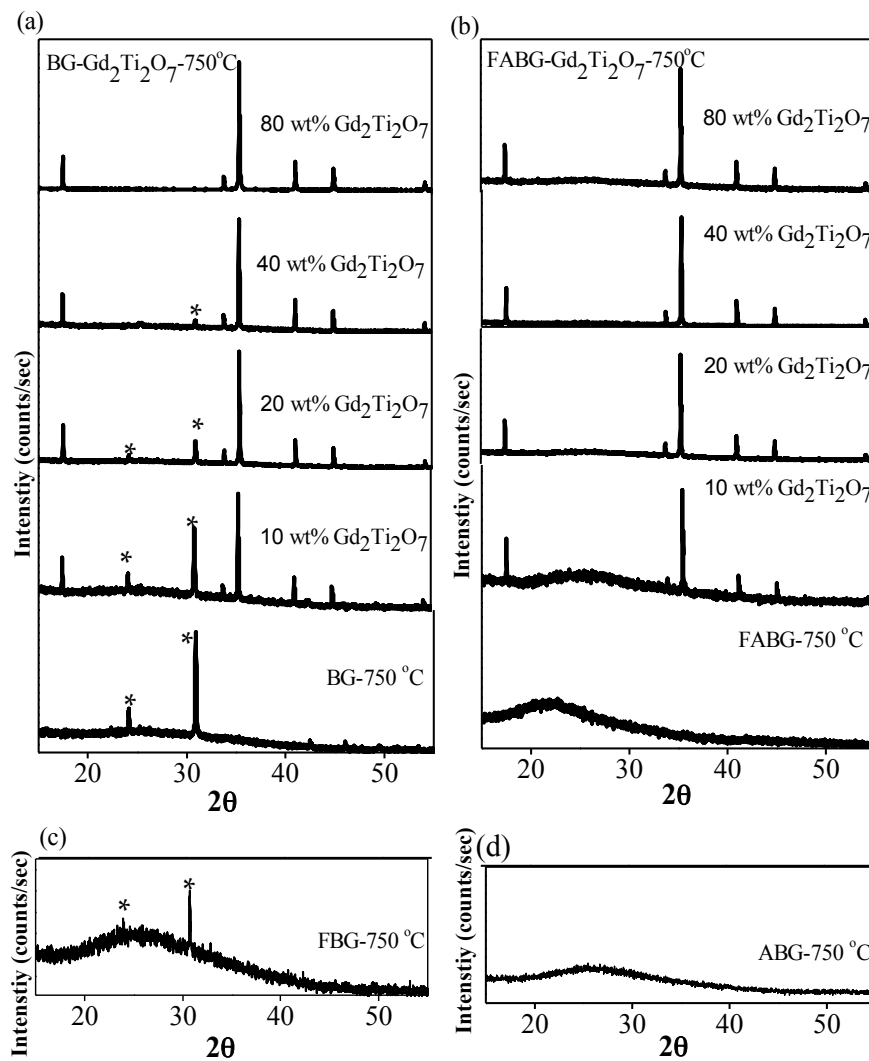 (a)
BG-Gd2Ti2O7-750°C
80 wt% Gd2Ti2O7
40 wt% Gd2Ti2O7
*
20 wt% Gd2Ti2O7
* *
10 wt% Gd2Ti2O7
* *
BG-750 °C
* *
Intenstiy (counts/sec)
20 30 40 50
2θ
(b)
FABG-Gd2Ti2O7-750°C
80 wt% Gd2Ti2O7
40 wt% Gd2Ti2O7
20 wt% Gd2Ti2O7
10 wt% Gd2Ti2O7
FABG-750 °C
Intenstiy (counts/sec)
20 30 40 50
2θ
(c)
* *
FBG-750 °C
Intenstiy (counts/sec)
20 30 40 50
2θ
(d)
ABG-750 °C
Intenstiy (counts/sec)
20 30 40 50
2θ